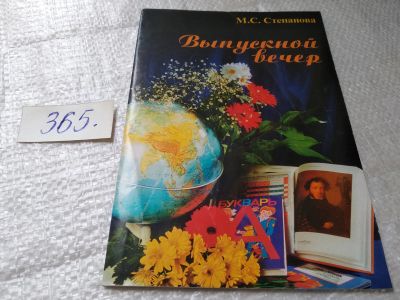 М.С. Степанова
Выпускной
вечер
365.
БУКВАРЬ
А